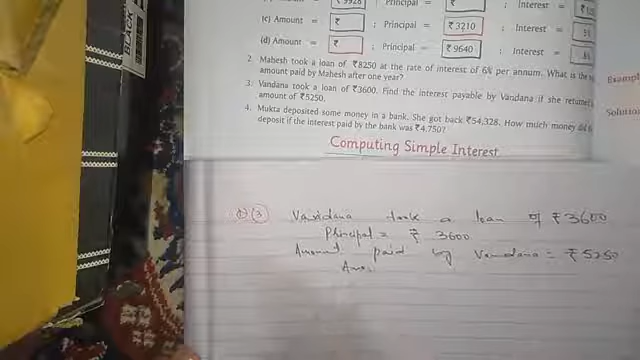 ₹ 9928 ; Principal = ₹ ; Interest =
(c) Amount = ₹ ; Principal = ₹ 3210 ; Interest =
(d) Amount = ₹ ; Principal = ₹ 9640 ; Interest =
2. Mahesh took a loan of ₹8250 at the rate of interest of 6% per annum. What is the
amount paid by Mahesh after one year?
3. Vandana took a loan of ₹3600. Find the interest payable by Vandana if she returned
amount of ₹5250.
4. Mukta deposited some money in a bank. She got back ₹54,328. How much money did
deposit if the interest paid by the bank was ₹4,750?
Computing Simple Interest
Example
Solution
BLACK
(3) Vandana took a loan of ₹3600
Principal = ₹ 3600
Amount paid by Vandana = ₹5250